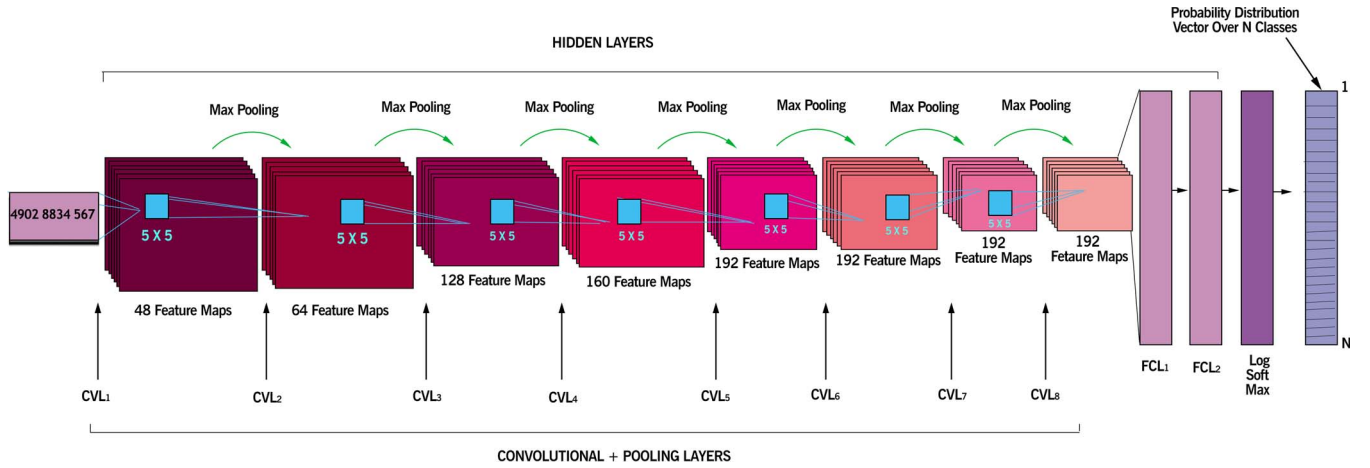 Probability Distribution
Vector Over N Classes
HIDDEN LAYERS
Max Pooling
Max Pooling
Max Pooling
Max Pooling
Max Pooling
Max Pooling
Max Pooling
1
4902 8834 567
5 X 5
5 X 5
5 X 5
5 X 5
5 X 5
5 X 5
5 X 5
48 Feature Maps
64 Feature Maps
128 Feature Maps
160 Feature Maps
192 Feature Maps
192 Feature Maps
192
Feature Maps
192
Fetaure Maps
N
CVL1
CVL2
CVL3
CVL4
CVL5
CVL6
CVL7
CVL8
FCL1
FCL2
Log
Soft
Max
CONVOLUTIONAL + POOLING LAYERS